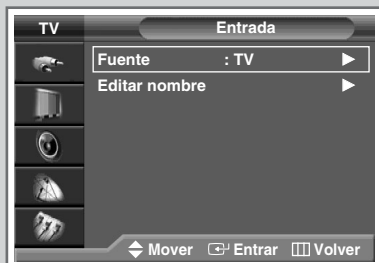 TV Entrada
Fuente : TV ▶
Editar nombre ▶
Mover Entrar Volver